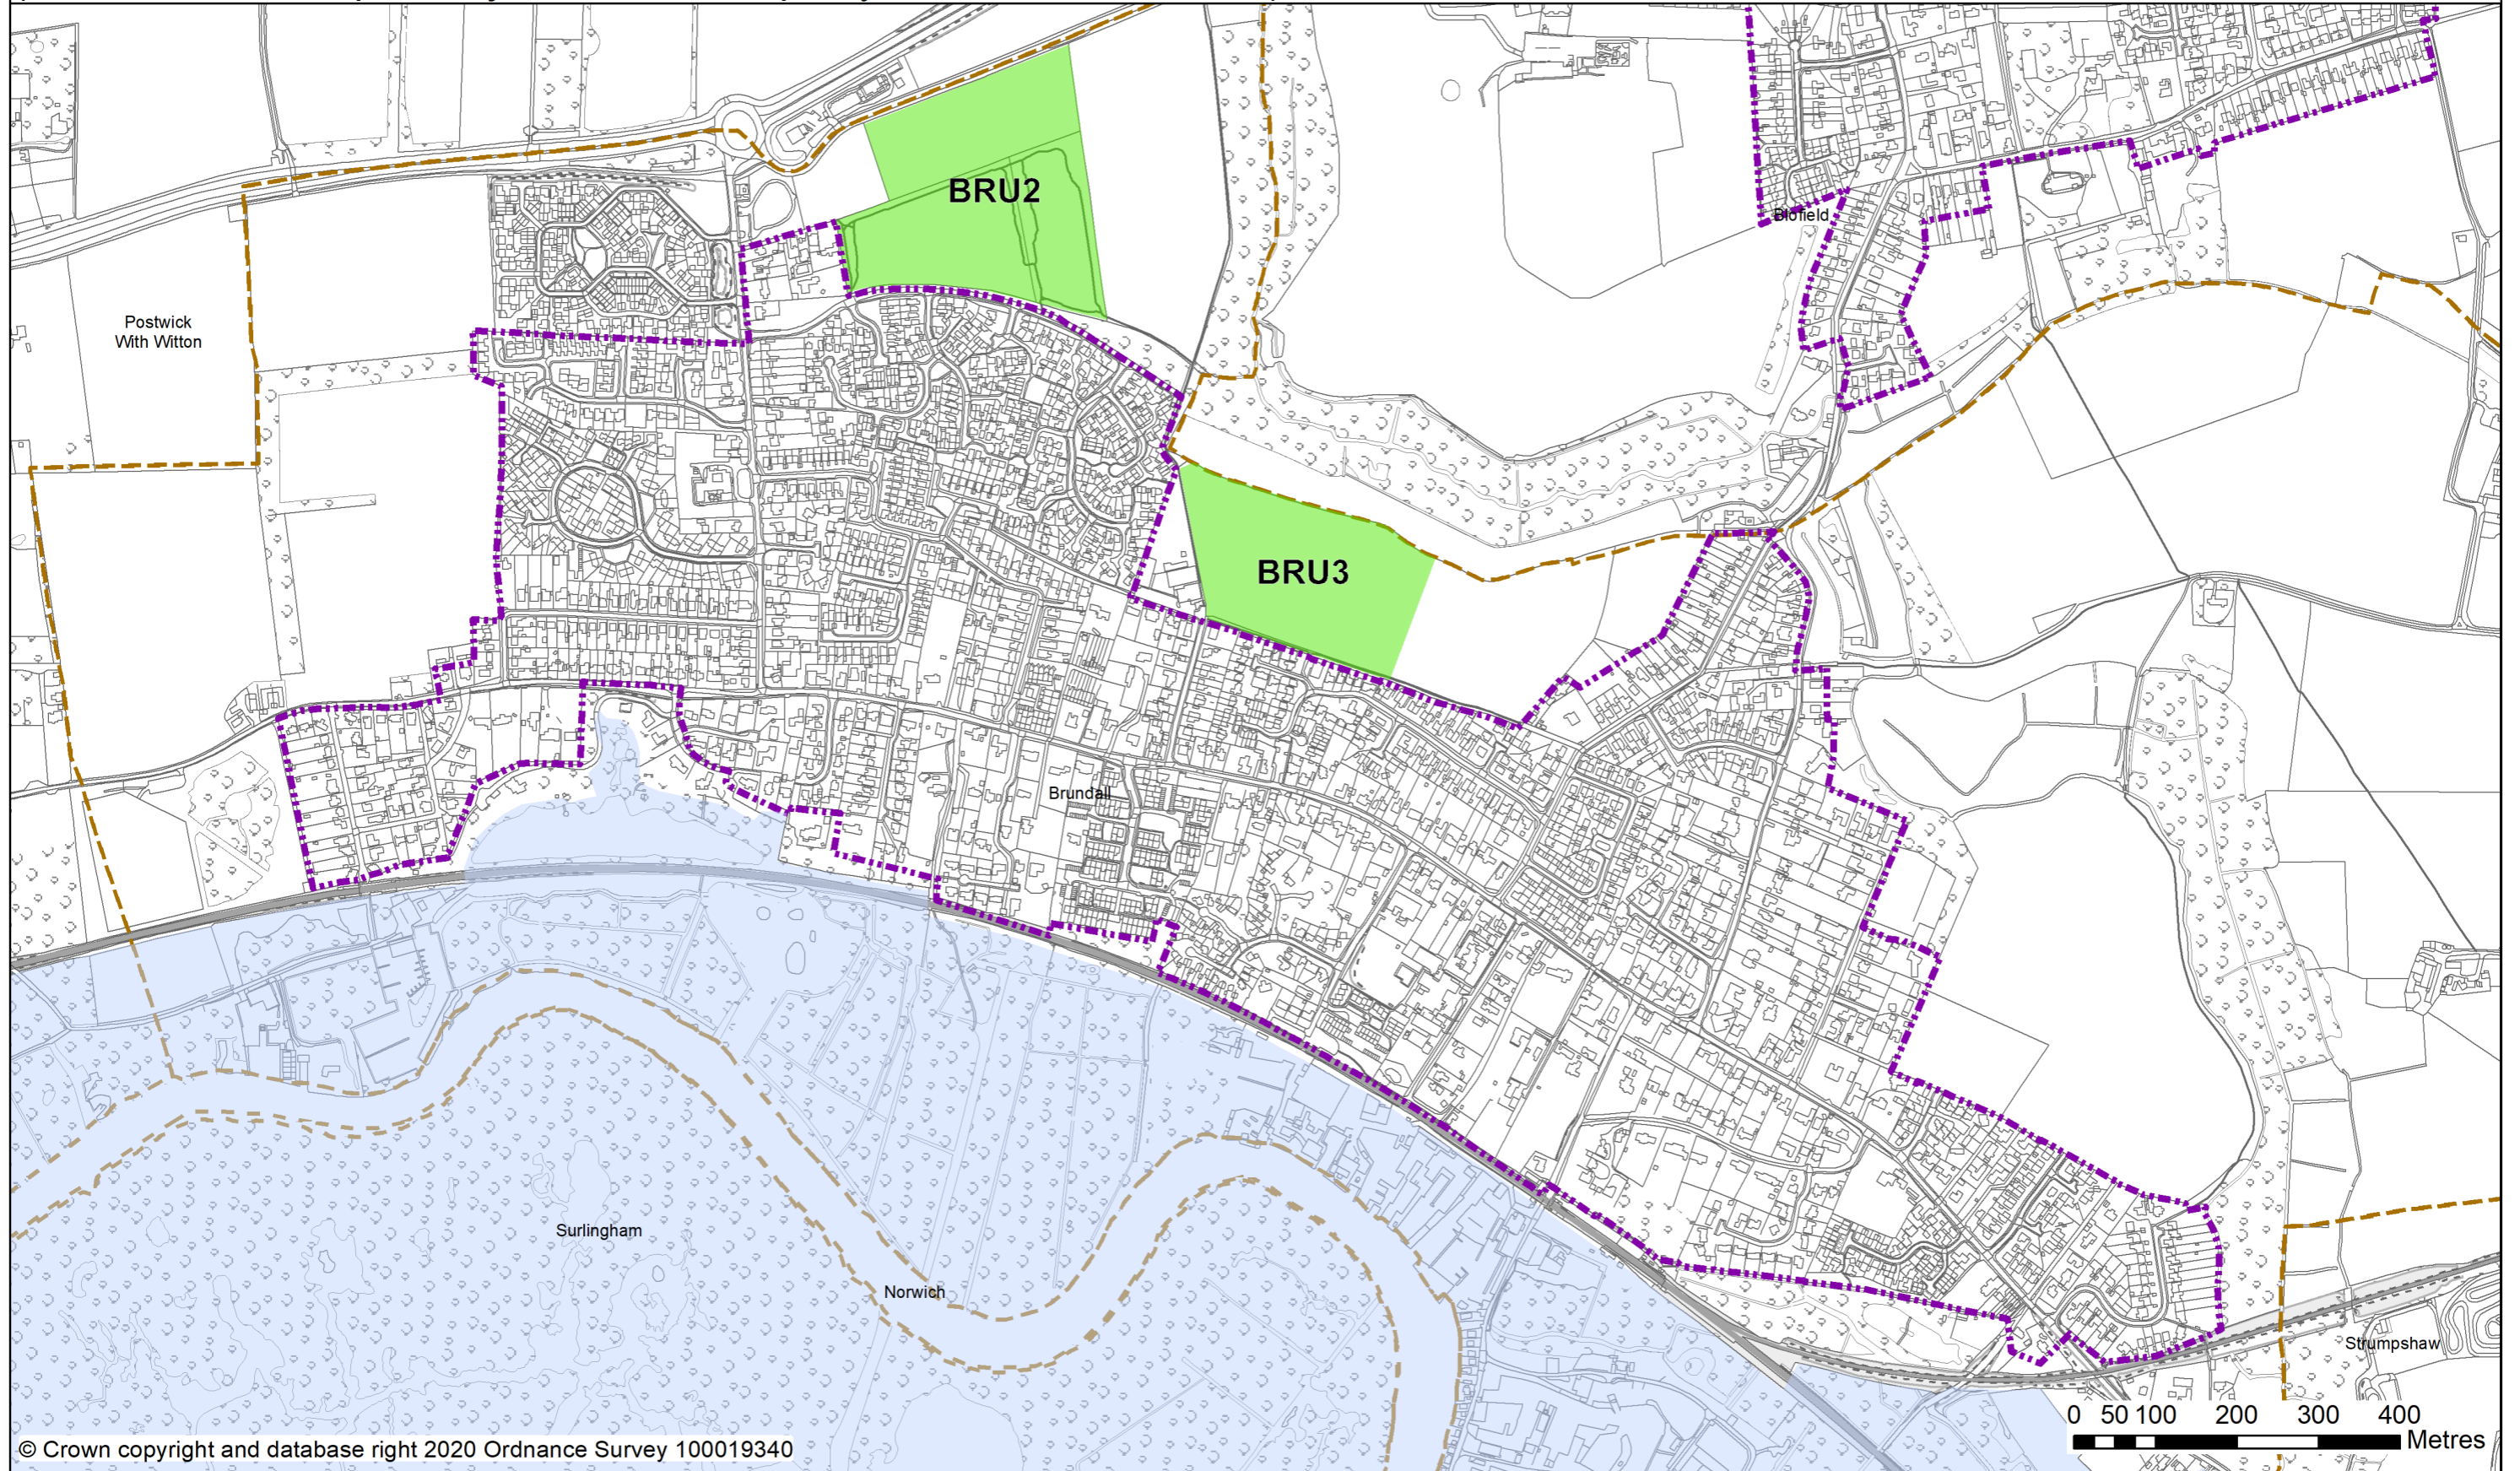 BRU2
Blofield
Postwick
With Witton
BRU3
Brundall
Surlingham
Norwich
Strumpshaw
0 50 100 200 300 400
Metres
© Crown copyright and database right 2020 Ordnance Survey 100019340